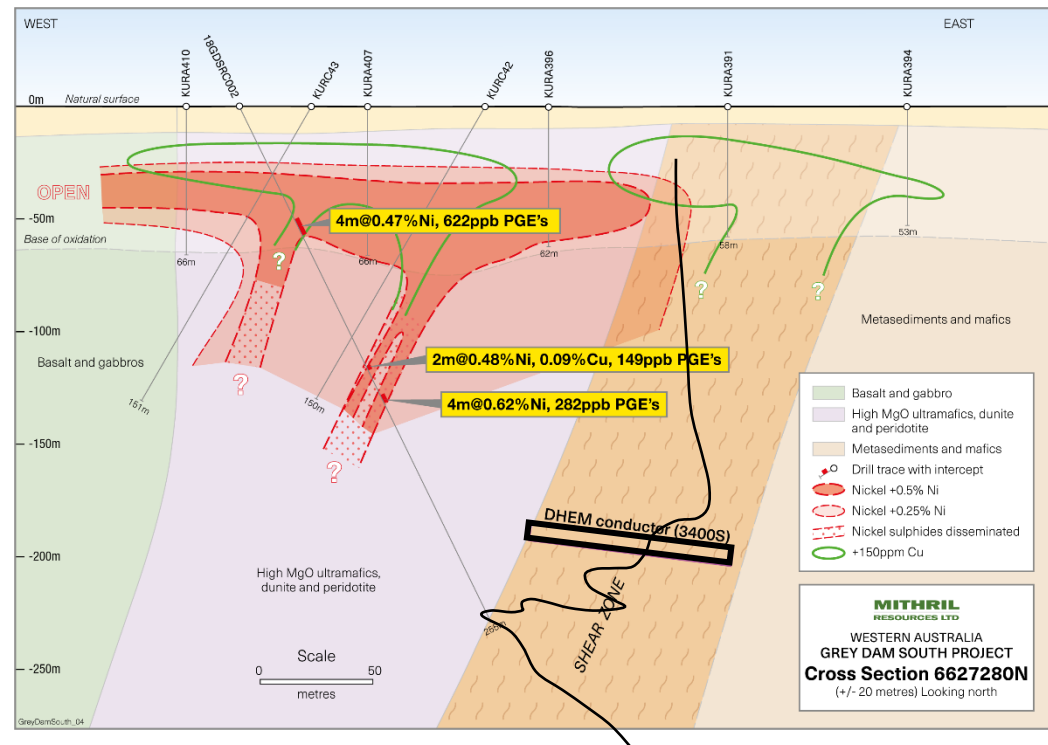 WEST
EAST
KURA410
18GDSRC002
KURC43
KURA407
KURC42
KURA396
KURA391
KURA394
0m
Natural surface
OPEN
-50m
4m@0.47%Ni, 622ppb PGE's
Base of oxidation
66m
?
66m
62m
58m
53m
?
?
-100m
Metasediments and mafics
Basalt and gabbros
2m@0.48%Ni, 0.09%Cu, 149ppb PGE's
?
151m
150m
4m@0.62%Ni, 282ppb PGE's
-150m
?
Basalt and gabbro
High MgO ultramafics, dunite
and peridotite
Metasediments and mafics
Drill trace with intercept
Nickel +0.5% Ni
Nickel +0.25% Ni
Nickel sulphides disseminated
+150ppm Cu
DHEM conductor (3400S)
-200m
High MgO ultramafics,
dunite and peridotite
265m
SHEAR ZONE
-250m
Scale
0
50
metres
MITHRIL
RESOURCES LTD
WESTERN AUSTRALIA
GREY DAM SOUTH PROJECT
Cross Section 6627280N
(+/- 20 metres) Looking north
GreyDamSouth_04